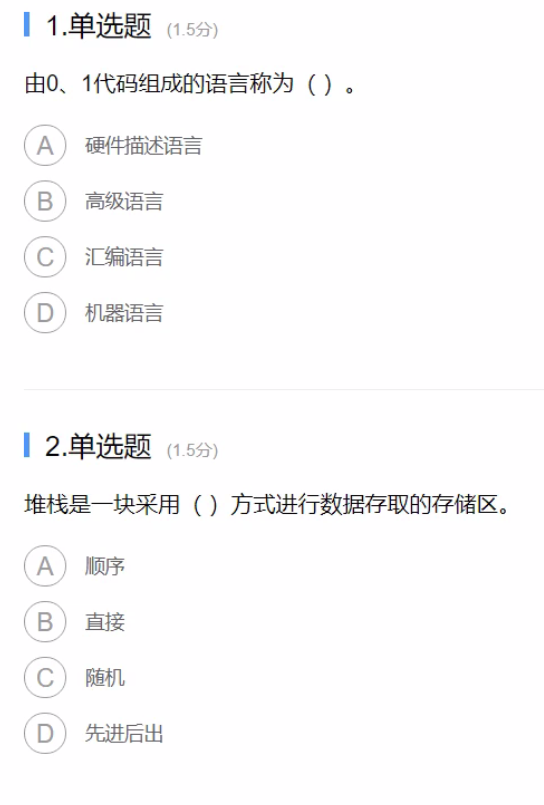 1.单选题 (1.5分)
由0、1代码组成的语言称为（ ）。
A 硬件描述语言
B 高级语言
C 汇编语言
D 机器语言
2.单选题 (1.5分)
堆栈是一块采用（ ）方式进行数据存取的存储区。
A 顺序
B 直接
C 随机
D 先进后出